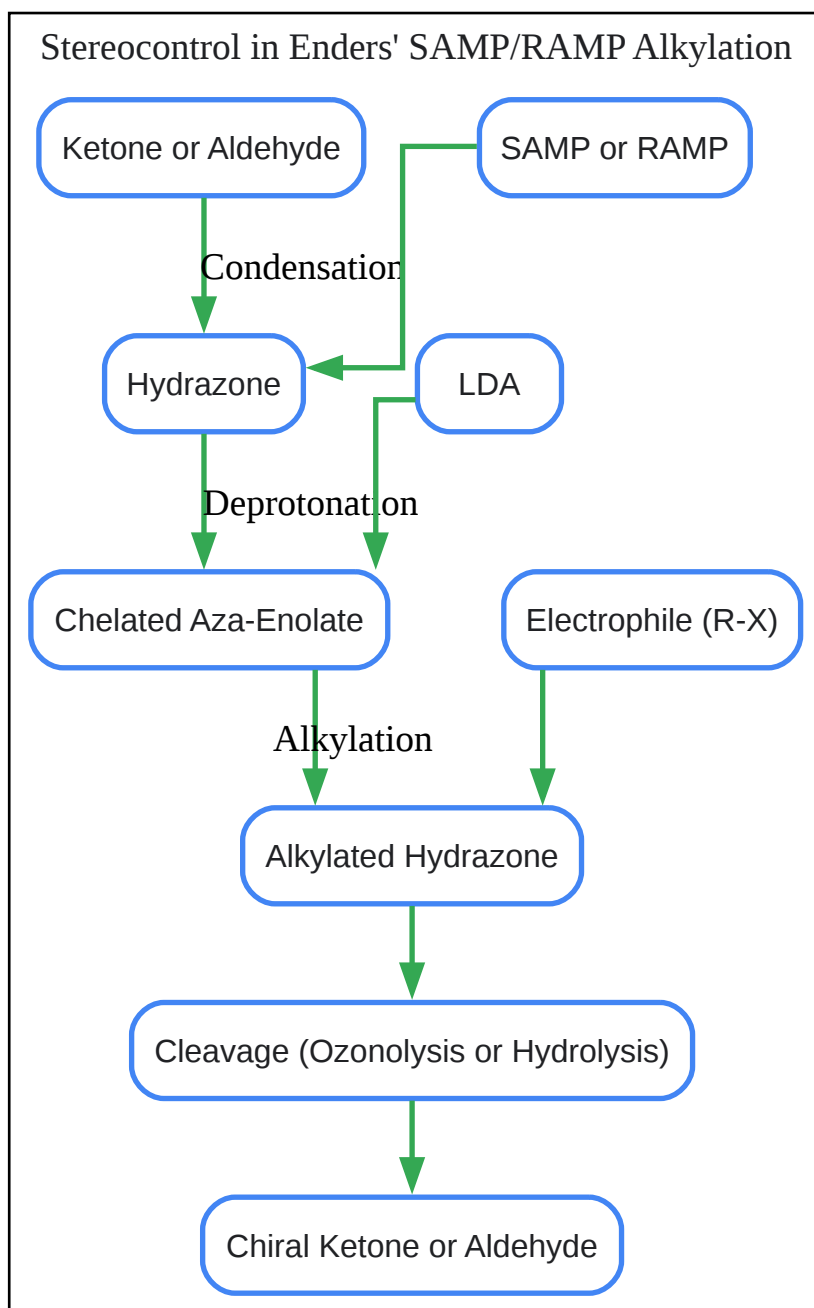 Stereocontrol in Enders' SAMP/RAMP Alkylation
Ketone or Aldehyde
SAMP or RAMP
Condensation
Hydrazone
LDA
Deprotonation
Chelated Aza-Enolate
Electrophile (R-X)
Alkylation
Alkylated Hydrazone
Cleavage (Ozonolysis or Hydrolysis)
Chiral Ketone or Aldehyde